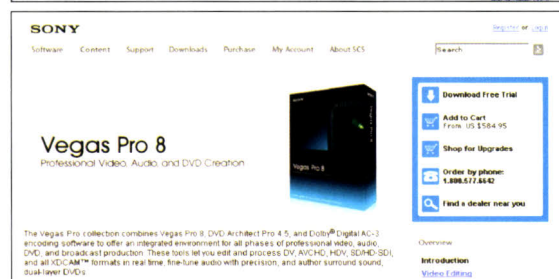 SONY
Register or Log in
Software Content Support Downloads Purchase My Account About SCS
Search
Download Free Trial
Add to Cart
From US $584.95
Shop for Upgrades
Order by phone:
1.800.577.6642
Find a dealer near you
Vegas Pro 8
Professional Video, Audio, and DVD Creation
Vegas Pro 8
The Vegas Pro collection combines Vegas Pro 8, DVD Architect Pro 4.5, and Dolby® Digital AC-3
encoding software to offer an integrated environment for all phases of professional video, audio,
DVD, and broadcast production. These tools let you edit and process DV, AVCHD, HDV, SD/HD-SDI,
and all XDCAM™ formats in real time, fine-tune audio with precision, and author surround sound,
dual-layer DVDs.
Overview
Introduction
Video Editing